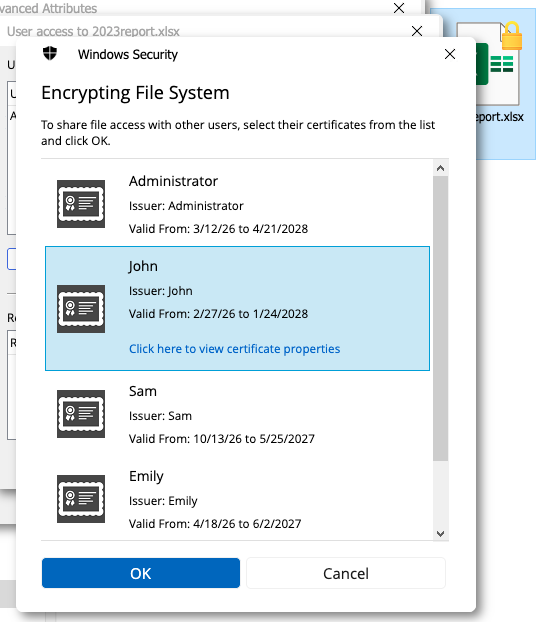 vanced Attributes
User access to 2023report.xlsx
Windows Security
Encrypting File System
To share file access with other users, select their certificates from the list
and click OK.
Administrator
Issuer: Administrator
Valid From: 3/12/26 to 4/21/2028
John
Issuer: John
Valid From: 2/27/26 to 1/24/2028
Click here to view certificate properties
Sam
Issuer: Sam
Valid From: 10/13/26 to 5/25/2027
Emily
Issuer: Emily
Valid From: 4/18/26 to 6/2/2027
OK
Cancel
eport.xlsx